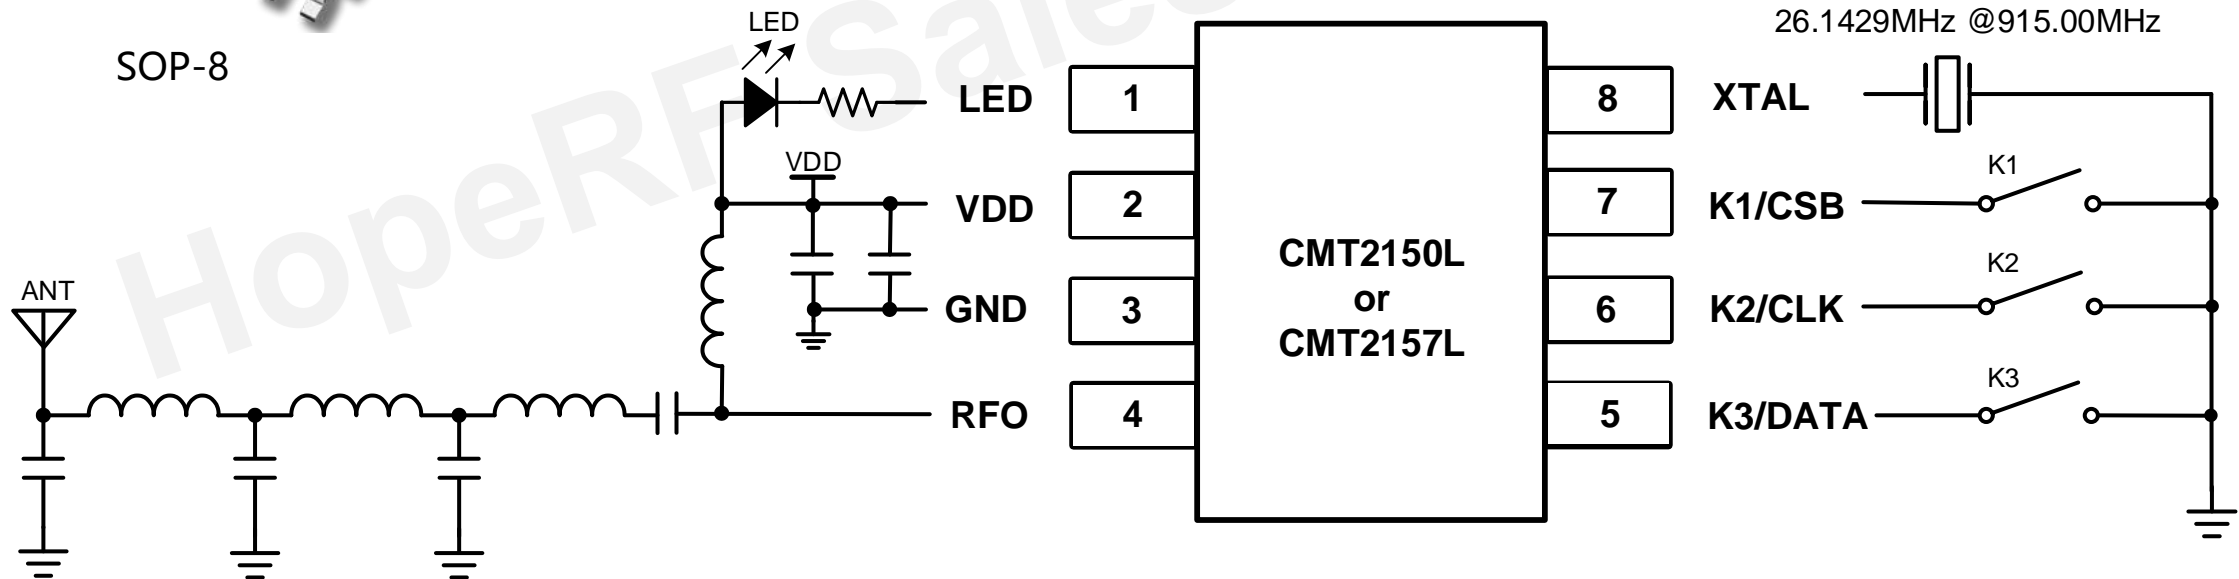 SOP-8
LED
26.1429MHz @915.00MHz
LED
1
8
XTAL
VDD
K1
VDD
2
7
K1/CSB
CMT2150L
or
CMT2157L
K2
ANT
GND
3
6
K2/CLK
K3
RFO
4
5
K3/DATA
HopeRF Sales